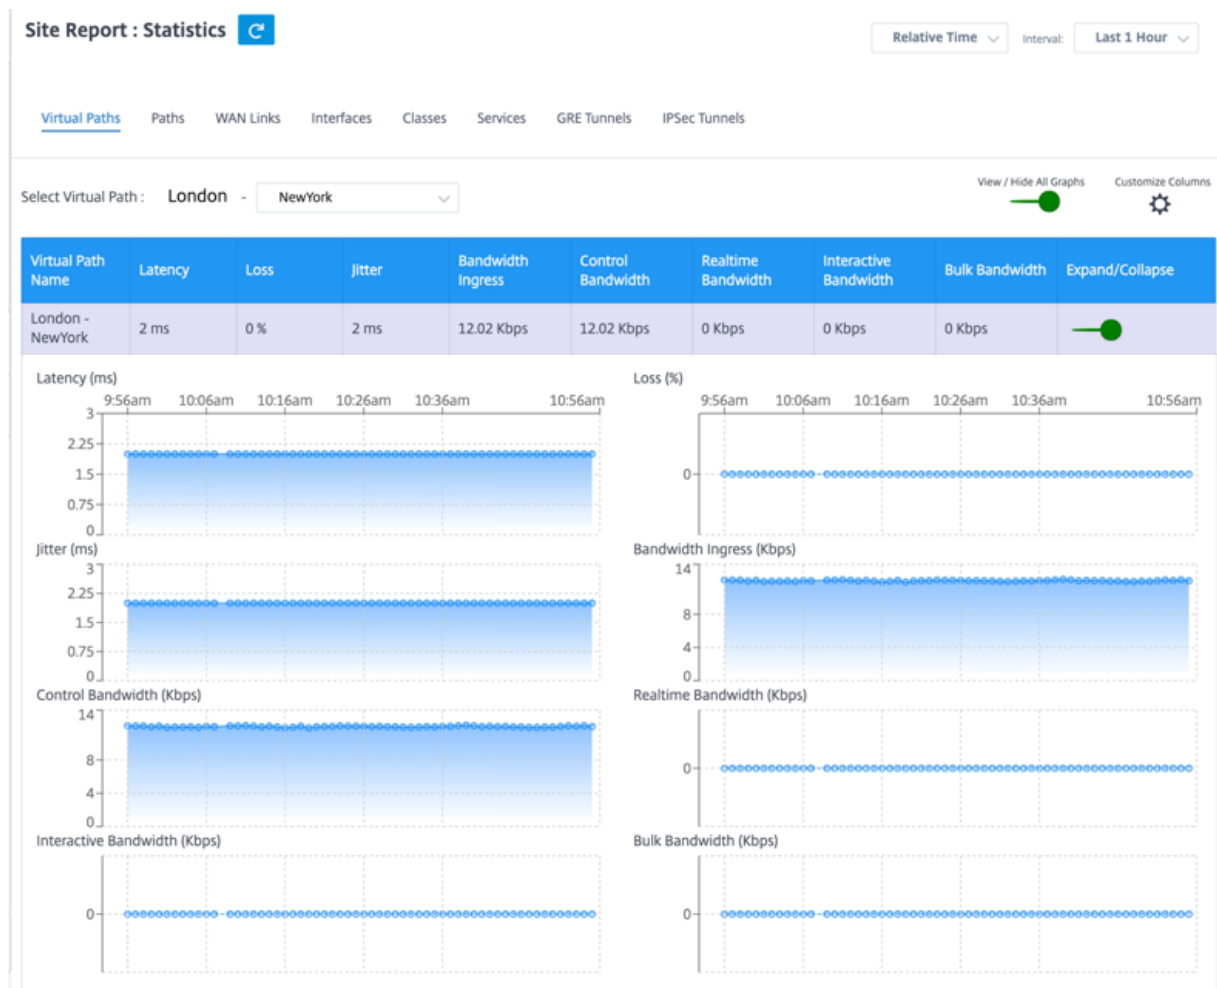 Site Report : Statistics
Relative Time
Interval:
Last 1 Hour
Virtual Paths Paths WAN Links Interfaces Classes Services GRE Tunnels IPSec Tunnels
Select Virtual Path : London - NewYork
View / Hide All Graphs
Customize Columns
Virtual Path Name Latency Loss Jitter Bandwidth Ingress Control Bandwidth Realtime Bandwidth Interactive Bandwidth Bulk Bandwidth Expand/Collapse
London - NewYork 2 ms 0 % 2 ms 12.02 Kbps 12.02 Kbps 0 Kbps 0 Kbps 0 Kbps
Latency (ms)
9:56am 10:06am 10:16am 10:26am 10:36am 10:56am
3
2.25
1.5
0.75
0
Loss (%)
9:56am 10:06am 10:16am 10:26am 10:36am 10:56am
0
Jitter (ms)
3
2.25
1.5
0.75
0
Bandwidth Ingress (Kbps)
14
8
4
0
Control Bandwidth (Kbps)
14
8
4
0
Realtime Bandwidth (Kbps)
0
Interactive Bandwidth (Kbps)
0
Bulk Bandwidth (Kbps)
0